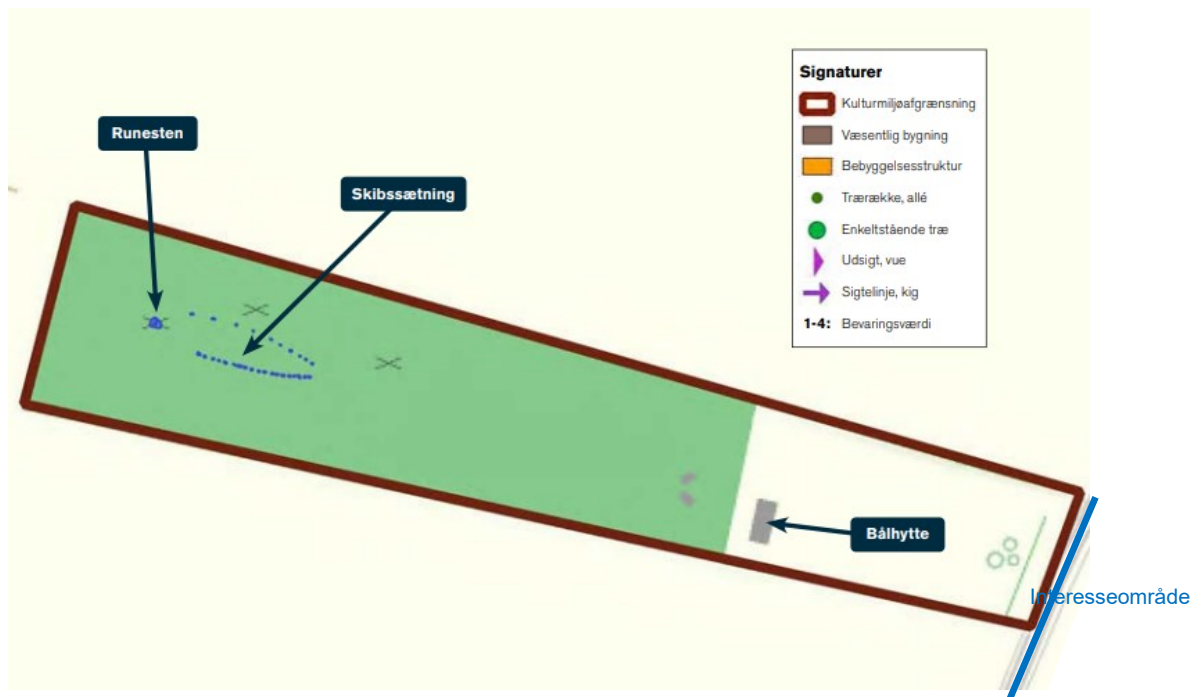 Signaturer
Kulturmiljøafgrænsning
Væsentlig bygning
Bebyggelsesstruktur
Trærække, allé
Enkeltstående træ
Udsigt, vue
Sigtelinje, kig
1-4: Bevaringsværdi
Runesten
Skibssætning
Bålhytte
Interesseområde